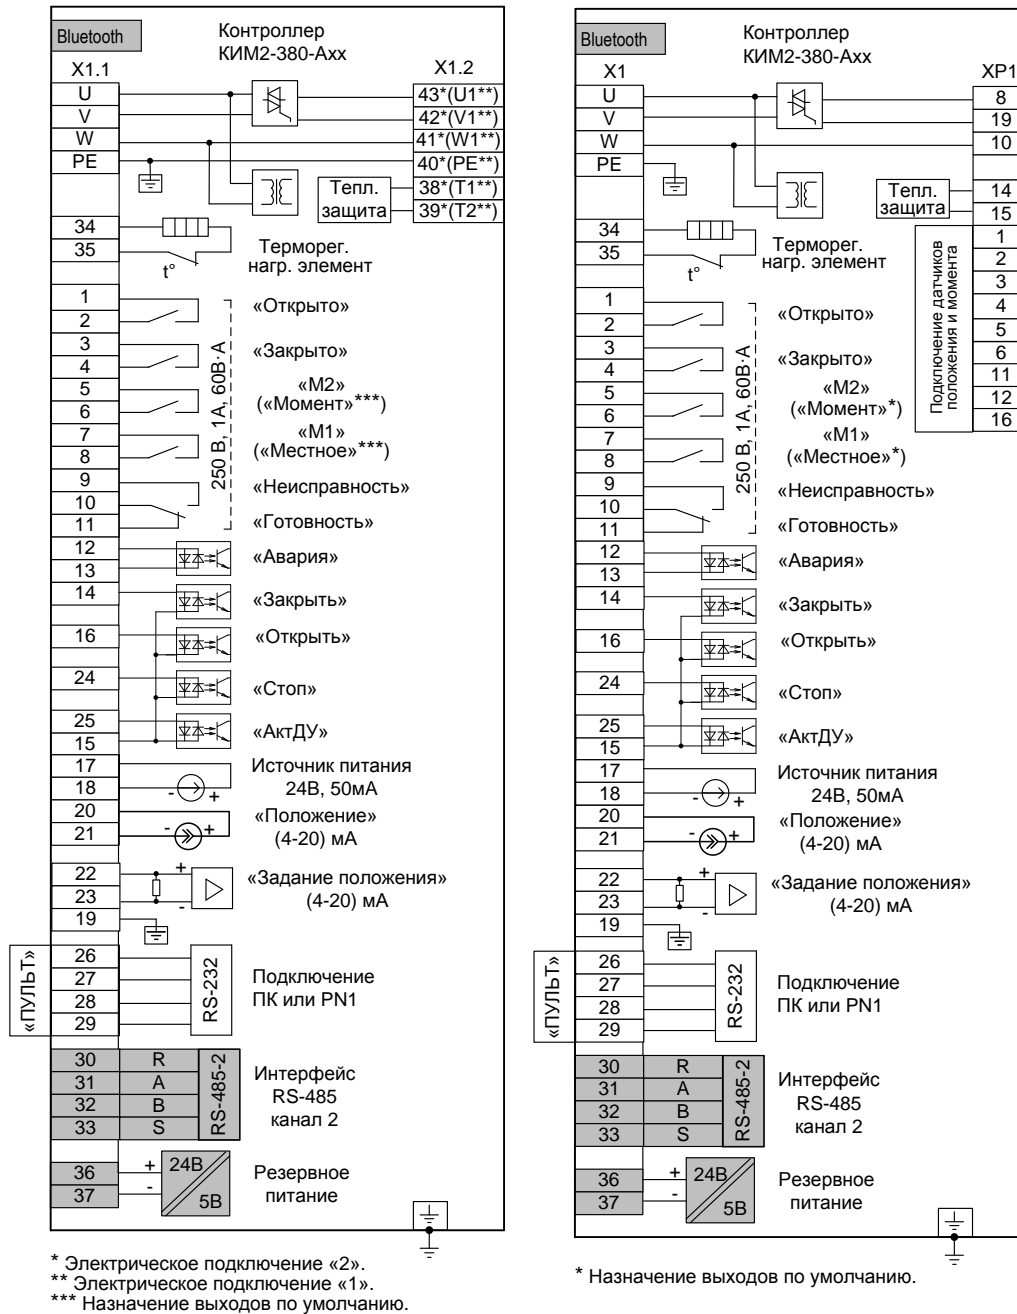 Bluetooth
Контроллер
КИМ2-380-Ахх
X1.1
X1.2
U
V
W
PE
43*(U1**)
42*(V1**)
41*(W1**)
40*(PE**)
38*(T1**)
39*(T2**)
Тепл.
защита
34
35
t°
Терморег.
нагр. элемент
1
2
«Открыто»
3
4
«Закрыто»
5
6
«М2»
(«Момент»***)
7
8
«М1»
(«Местное»***)
9
10
11
«Неисправность»
«Готовность»
250 В, 1А, 60В·А
12
13
«Авария»
14
«Закрыть»
16
«Открыть»
24
«Стоп»
25
15
«АктДУ»
17
18
- +
Источник питания
24В, 50мА
20
21
- +
«Положение»
(4-20) мА
22
23
+
-
«Задание положения»
(4-20) мА
19
«ПУЛЬТ»
26
27
28
29
RS-232
Подключение
ПК или PN1
30 R
31 A
32 B
33 S
RS-485-2
Интерфейс
RS-485
канал 2
36 +
37 -
24В
5В
Резервное
питание
* Электрическое подключение «2».
** Электрическое подключение «1».
*** Назначение выходов по умолчанию.
Bluetooth
Контроллер
КИМ2-380-Ахх
X1
XP1
U
V
W
PE
8
19
10
14
15
Тепл.
защита
1
2
3
4
5
6
11
12
16
Подключение датчиков
положения и момента
34
35
t°
Терморег.
нагр. элемент
1
2
«Открыто»
3
4
«Закрыто»
5
6
«М2»
(«Момент»*)
7
8
«М1»
(«Местное»*)
9
10
11
«Неисправность»
«Готовность»
250 В, 1А, 60В·А
12
13
«Авария»
14
«Закрыть»
16
«Открыть»
24
«Стоп»
25
15
«АктДУ»
17
18
- +
Источник питания
24В, 50мА
20
21
- +
«Положение»
(4-20) мА
22
23
+
-
«Задание положения»
(4-20) мА
19
«ПУЛЬТ»
26
27
28
29
RS-232
Подключение
ПК или PN1
30 R
31 A
32 B
33 S
RS-485-2
Интерфейс
RS-485
канал 2
36 +
37 -
24В
5В
Резервное
питание
* Назначение выходов по умолчанию.